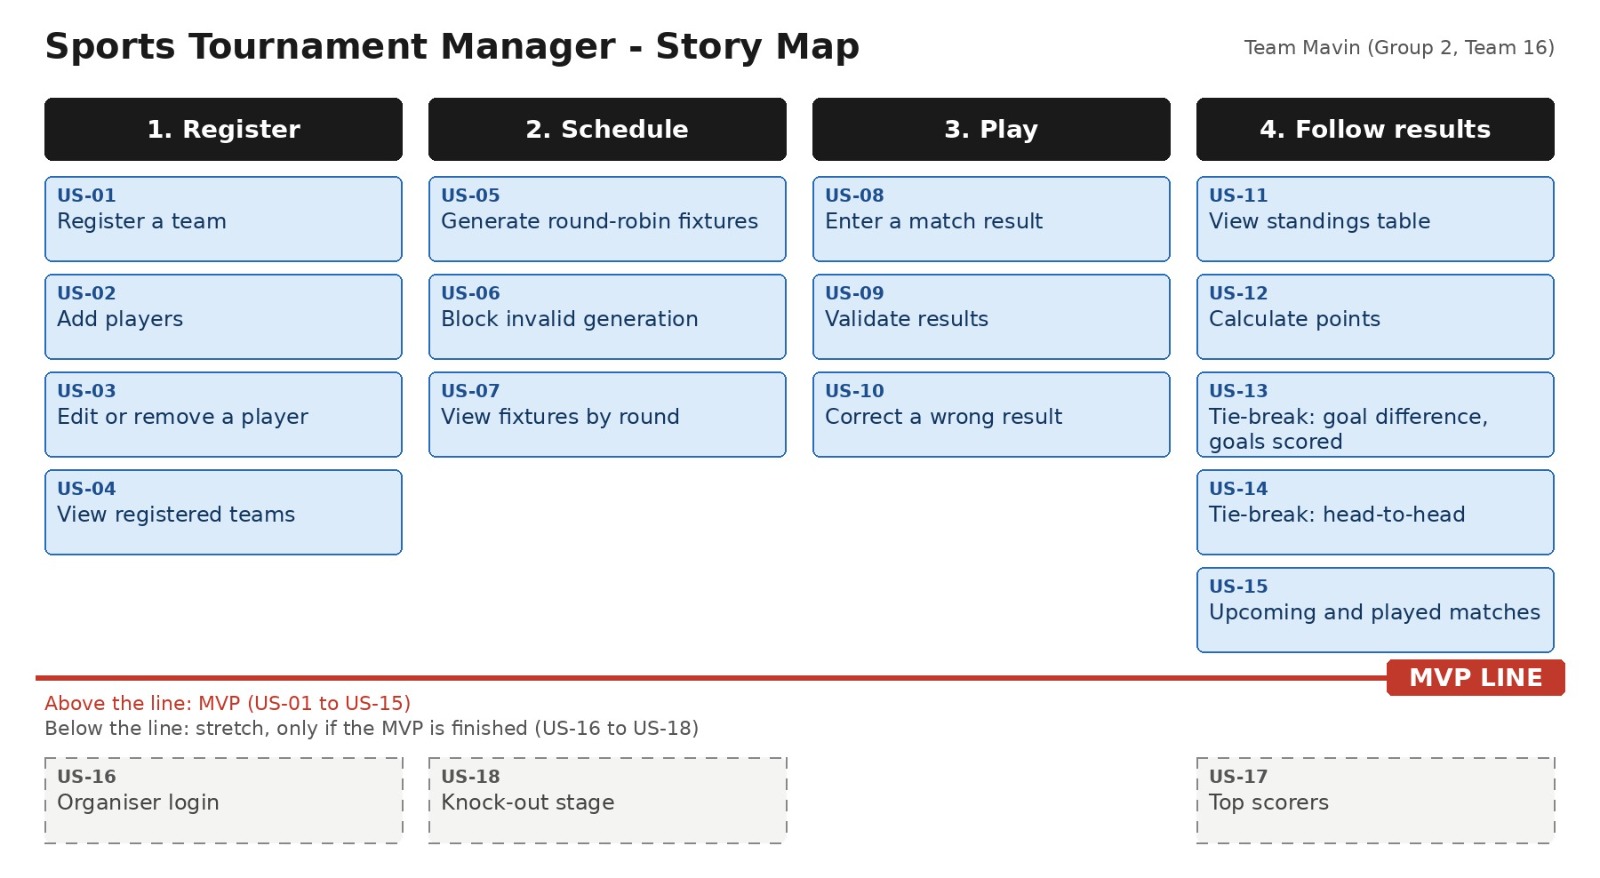 Sports Tournament Manager - Story Map
Team Mavin (Group 2, Team 16)
1. Register
2. Schedule
3. Play
4. Follow results
US-01
Register a team
US-05
Generate round-robin fixtures
US-08
Enter a match result
US-11
View standings table
US-02
Add players
US-06
Block invalid generation
US-09
Validate results
US-12
Calculate points
US-03
Edit or remove a player
US-07
View fixtures by round
US-10
Correct a wrong result
US-13
Tie-break: goal difference,
goals scored
US-04
View registered teams
US-14
Tie-break: head-to-head
US-15
Upcoming and played matches
MVP LINE
Above the line: MVP (US-01 to US-15)
Below the line: stretch, only if the MVP is finished (US-16 to US-18)
US-16
Organiser login
US-18
Knock-out stage
US-17
Top scorers